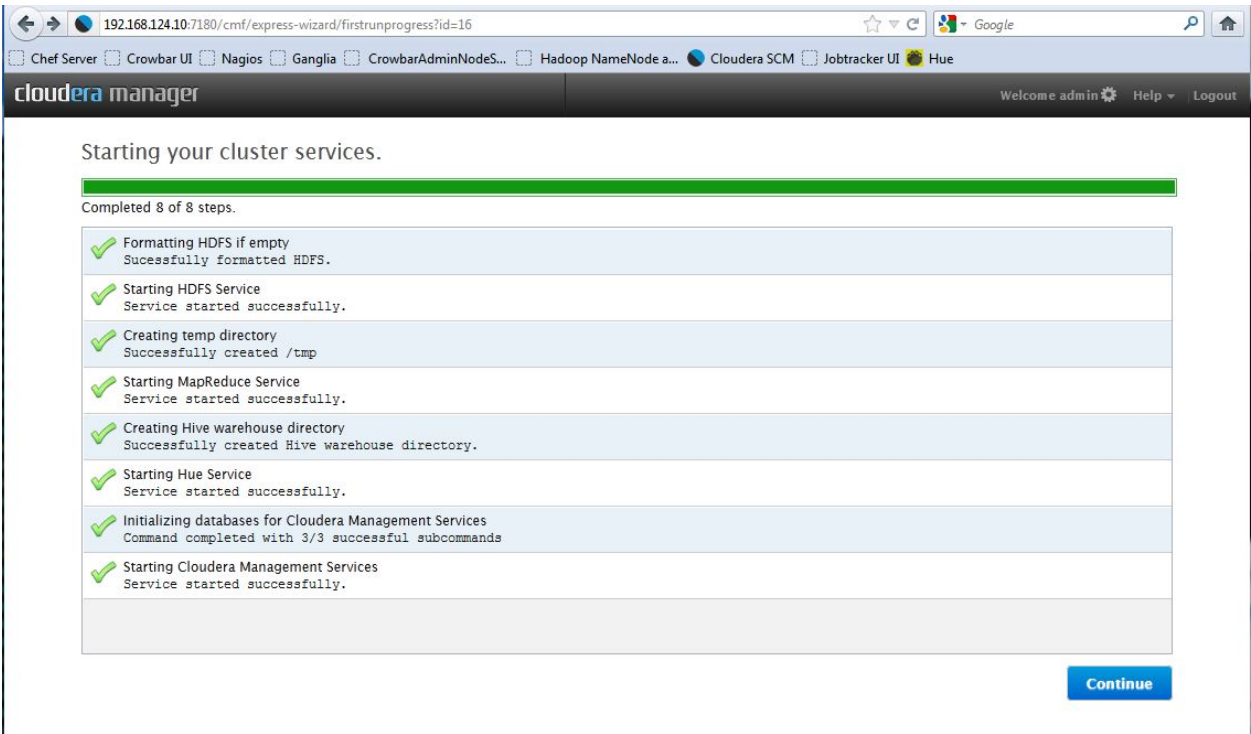 192.168.124.10:7180/cmf/express-wizard/firstrunprogress?id=16
Google
Chef Server Crowbar UI Nagios Ganglia CrowbarAdminNodeS... Hadoop NameNode a... Cloudera SCM Jobtracker UI Hue
cloudera manager
Welcome admin Help Logout
Starting your cluster services.
Completed 8 of 8 steps.
Formatting HDFS if empty
Sucessfully formatted HDFS.
Starting HDFS Service
Service started successfully.
Creating temp directory
Successfully created /tmp
Starting MapReduce Service
Service started successfully.
Creating Hive warehouse directory
Successfully created Hive warehouse directory.
Starting Hue Service
Service started successfully.
Initializing databases for Cloudera Management Services
Command completed with 3/3 successful subcommands
Starting Cloudera Management Services
Service started successfully.
Continue